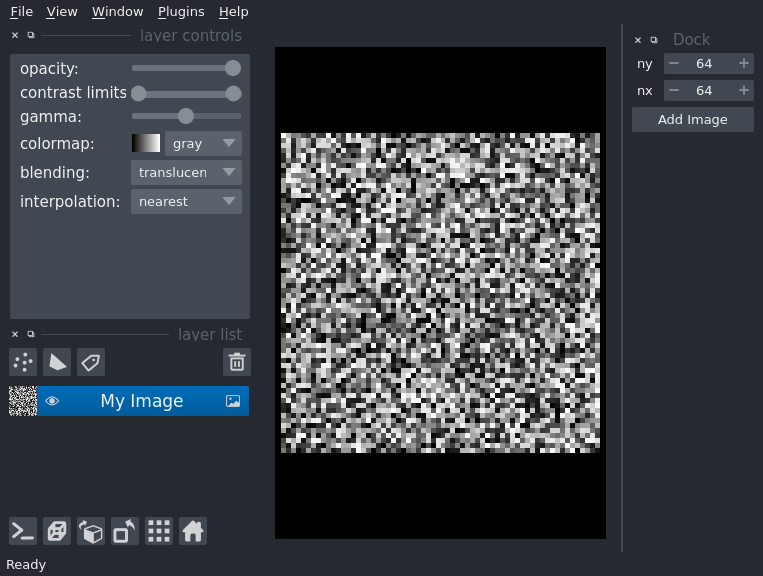 File View Window Plugins Help
layer controls
opacity:
contrast limits
gamma:
colormap: gray
blending: translucen
interpolation: nearest
layer list
My Image
Ready
Dock
ny 64
nx 64
Add Image